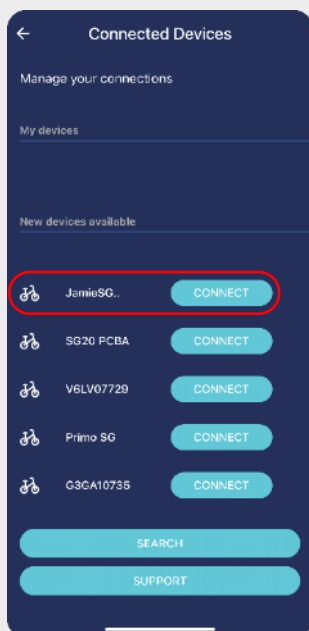 Connected Devices
Manage your connections
My devices
New devices available
JamieSG.. CONNECT
SG20 PCBA CONNECT
V6LV07729 CONNECT
Primo SG CONNECT
G3GA10735 CONNECT
SEARCH
SUPPORT